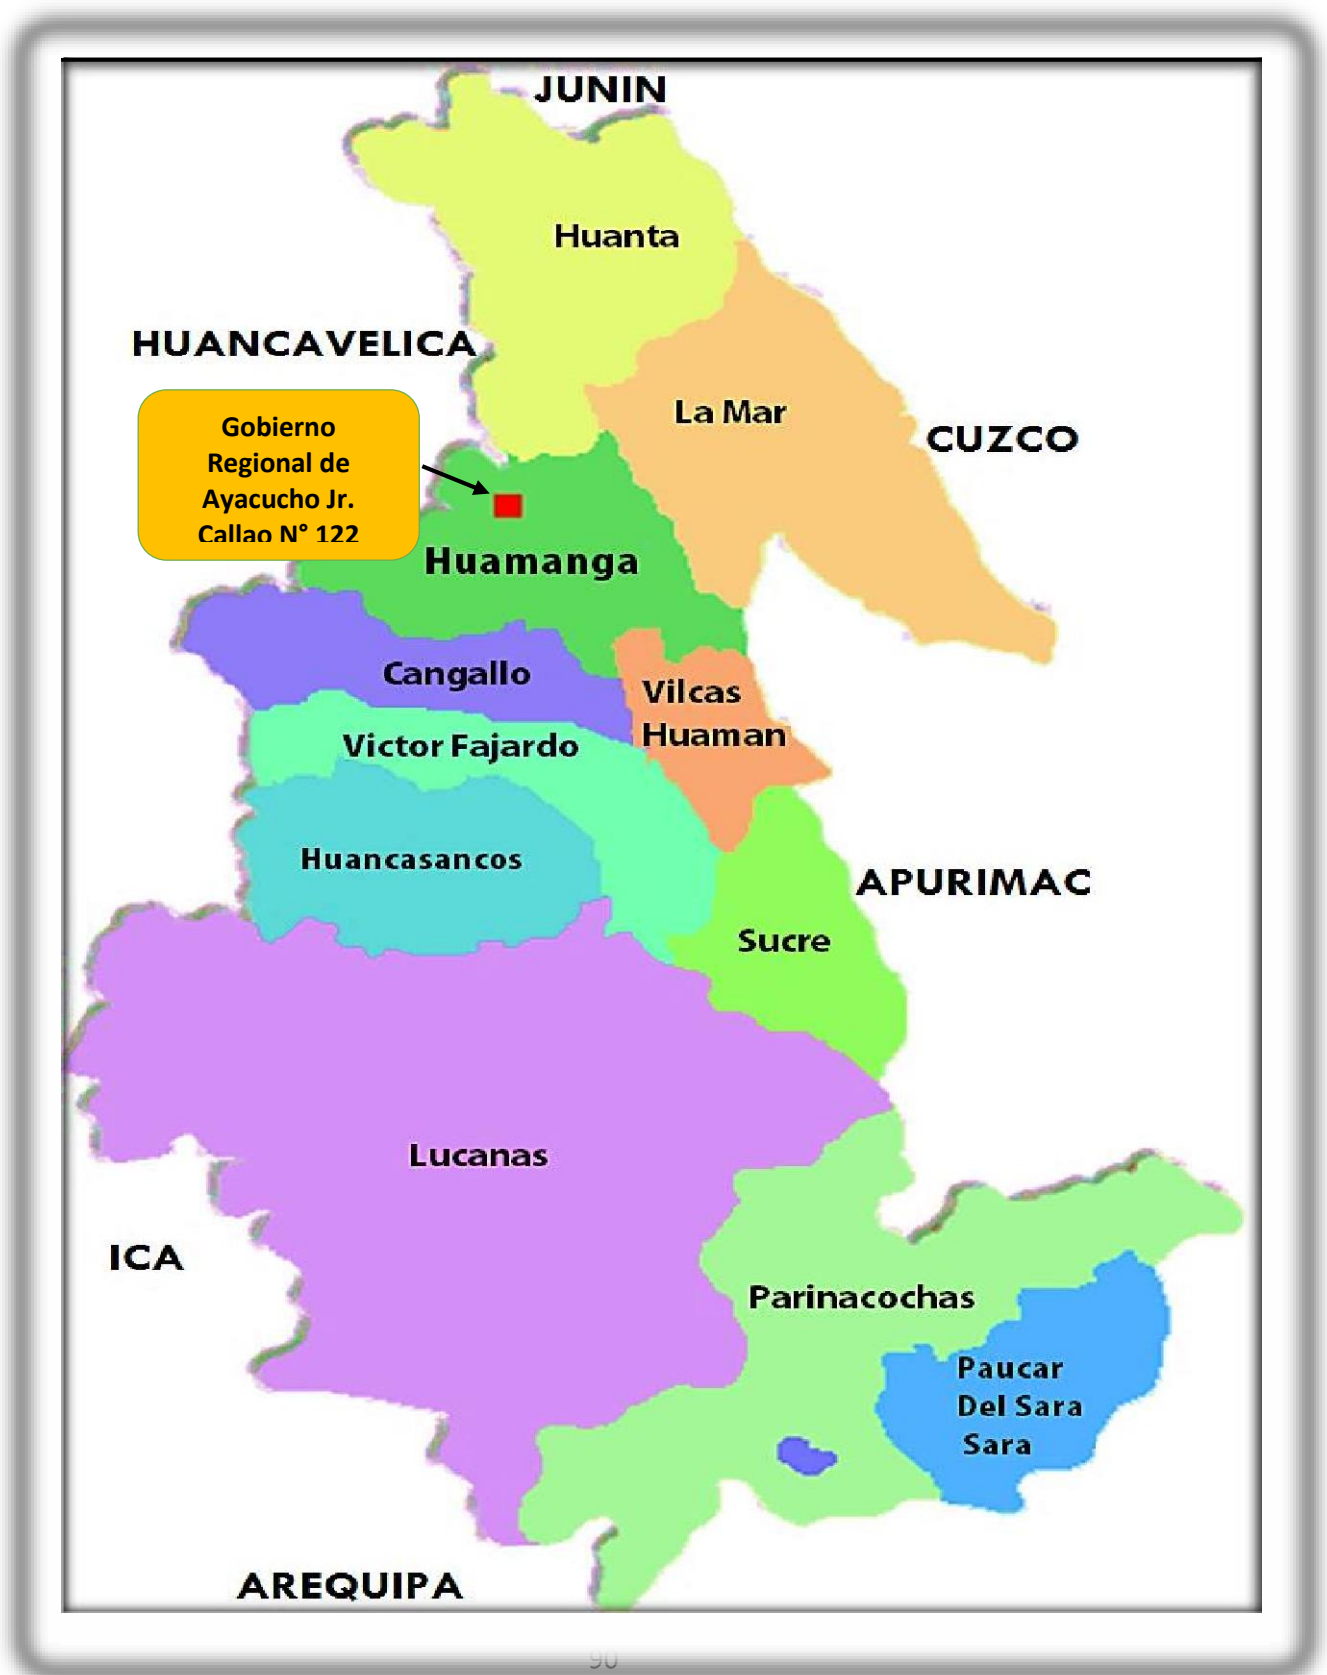 JUNIN
Huanta
HUANCAVELICA
La Mar
CUZCO
Gobierno
Regional de
Ayacucho Jr.
Callao N° 122
Huamanga
Cangallo
Vilcas
Huaman
Victor Fajardo
Huancasancos
APURIMAC
Sucre
Lucanas
ICA
Parinacochas
Paucar
Del Sara
Sara
AREQUIPA
90